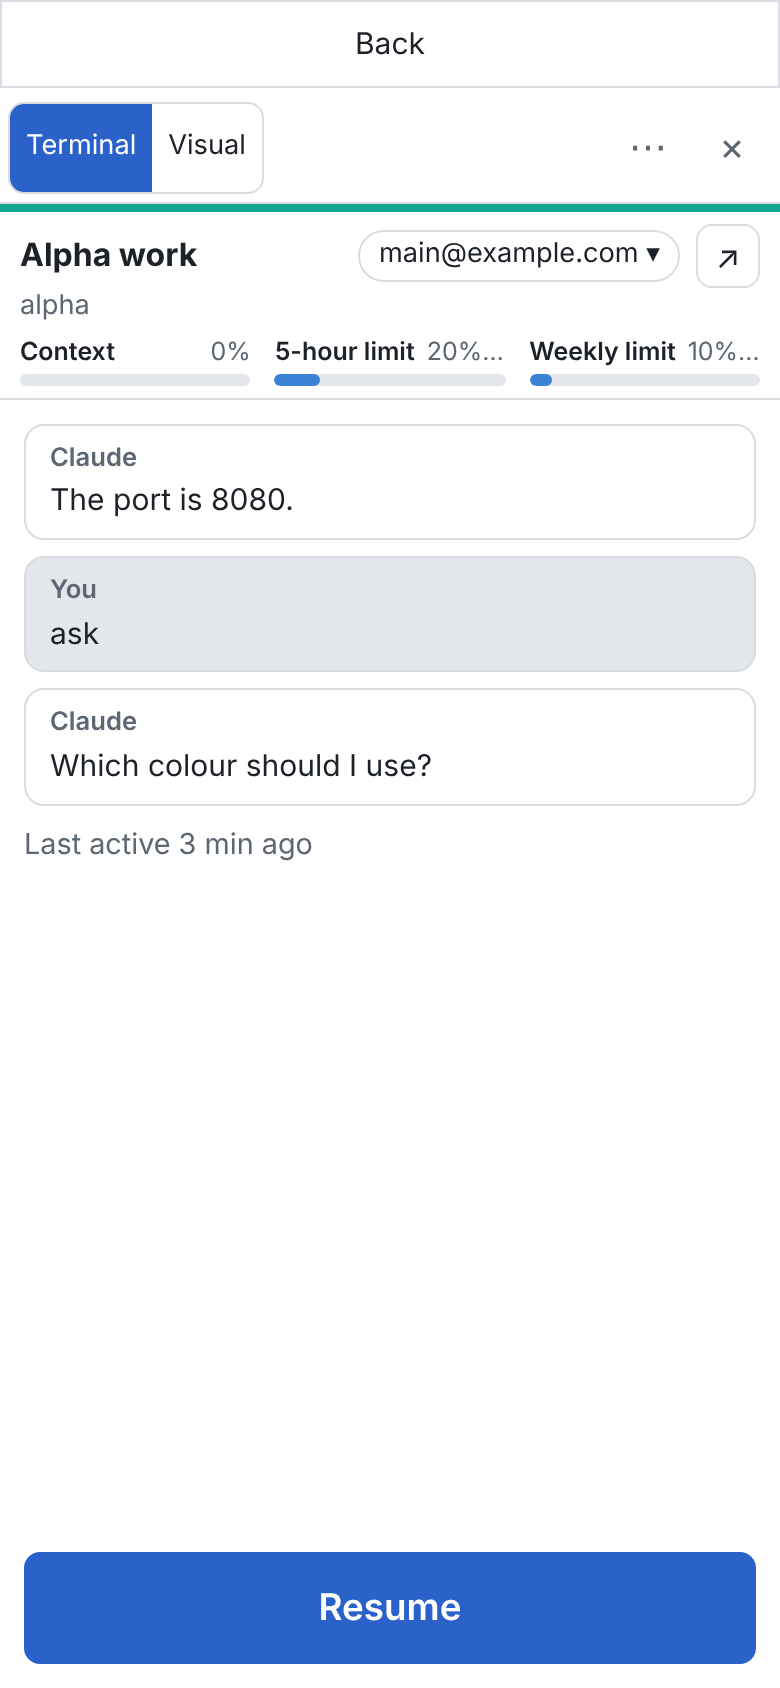 Back
Terminal Visual ··· ×
Alpha work main@example.com ▾ ↗
alpha
Context 0% 5-hour limit 20%... Weekly limit 10%...
Claude
The port is 8080.
You
ask
Claude
Which colour should I use?
Last active 3 min ago
Resume